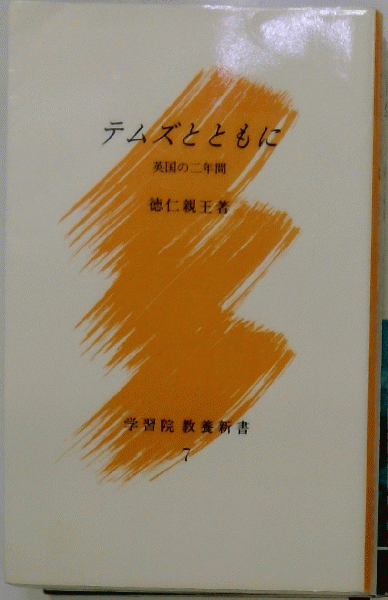 テムズとともに
英国の二年間
徳仁親王著
学習院 教養新書
7